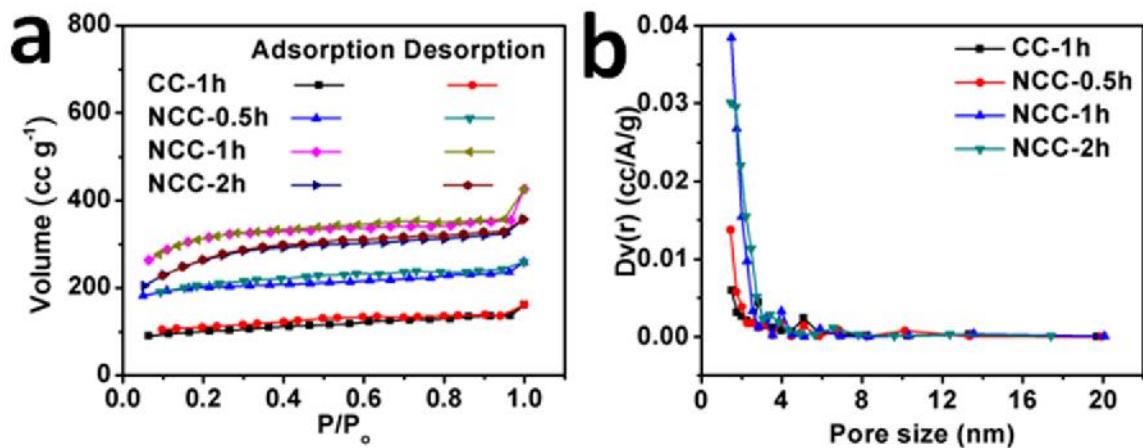 a
800
600
400
200
0
Volume (cc g⁻¹)
Adsorption Desorption
CC-1h
NCC-0.5h
NCC-1h
NCC-2h
0.0 0.2 0.4 0.6 0.8 1.0
P/Pₒ
b
0.04
0.03
0.02
0.01
0.00
Dv(r) (cc/A/g)
CC-1h
NCC-0.5h
NCC-1h
NCC-2h
0 4 8 12 16 20
Pore size (nm)